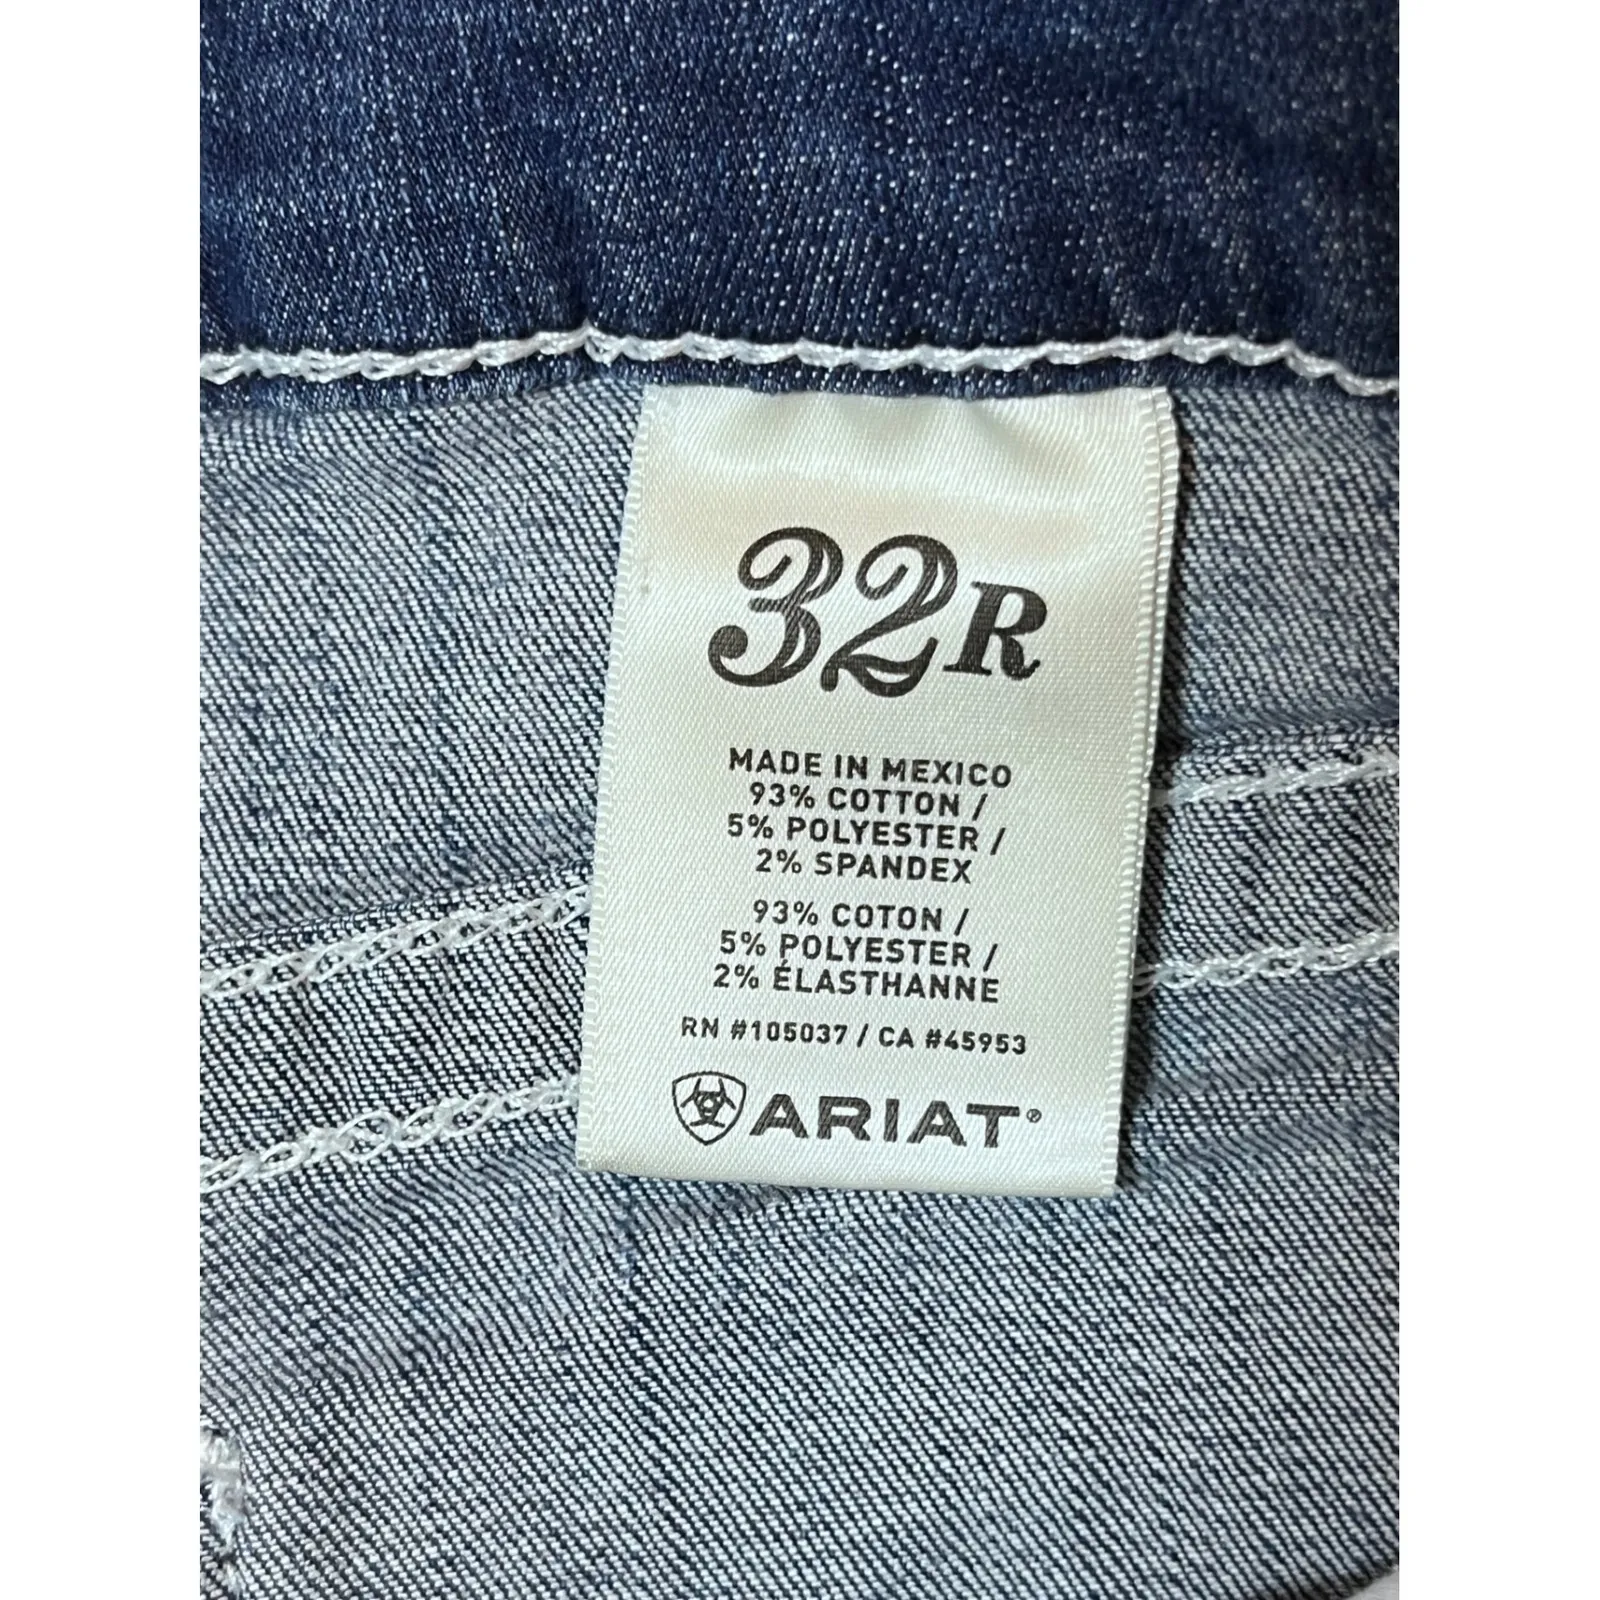 32R
MADE IN MEXICO
93% COTTON /
5% POLYESTER /
2% SPANDEX
93% COTON /
5% POLYESTER /
2% ÉLASTHANNE
RN #105037 / CA #45953
ARIAT®